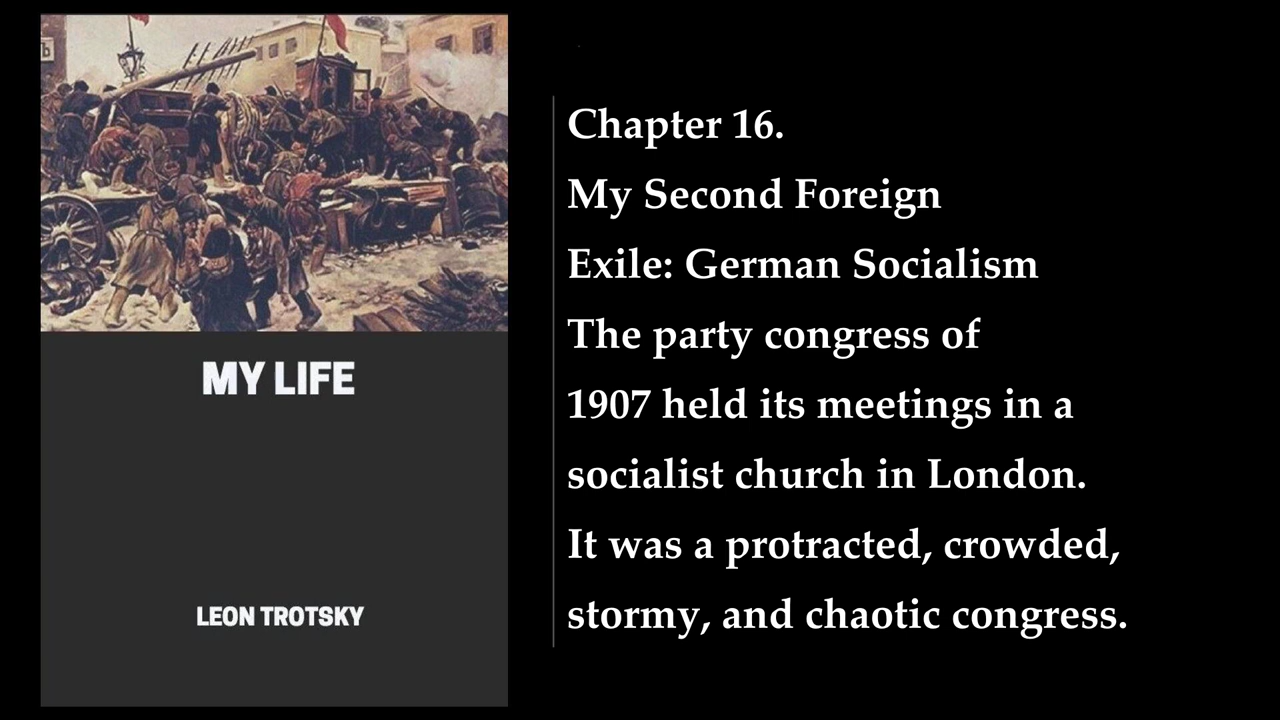 MY LIFE
LEON TROTSKY
Chapter 16.
My Second Foreign
Exile: German Socialism
The party congress of
1907 held its meetings in a
socialist church in London.
It was a protracted, crowded,
stormy, and chaotic congress.